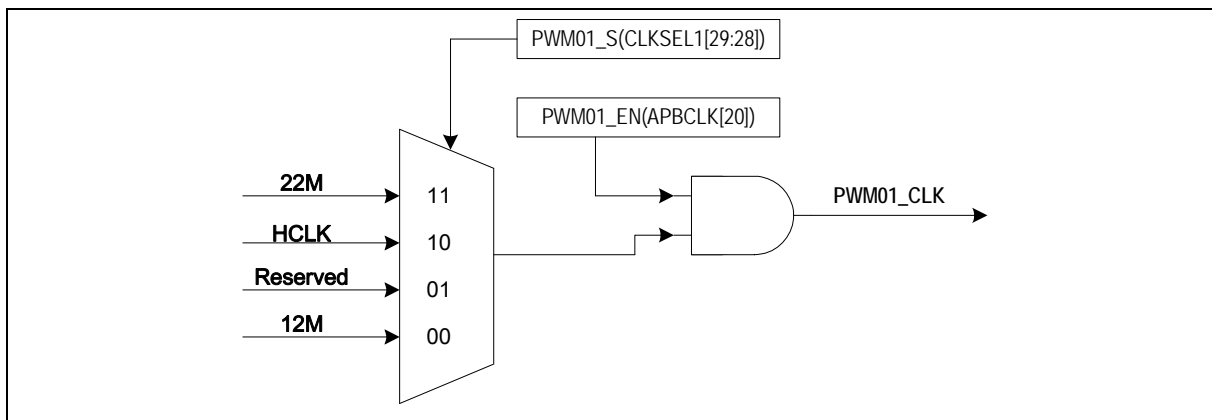 PWM01_S(CLKSEL1[29:28])
PWM01_EN(APBCLK[20])
22M
11
PWM01_CLK
HCLK
10
Reserved
01
12M
00